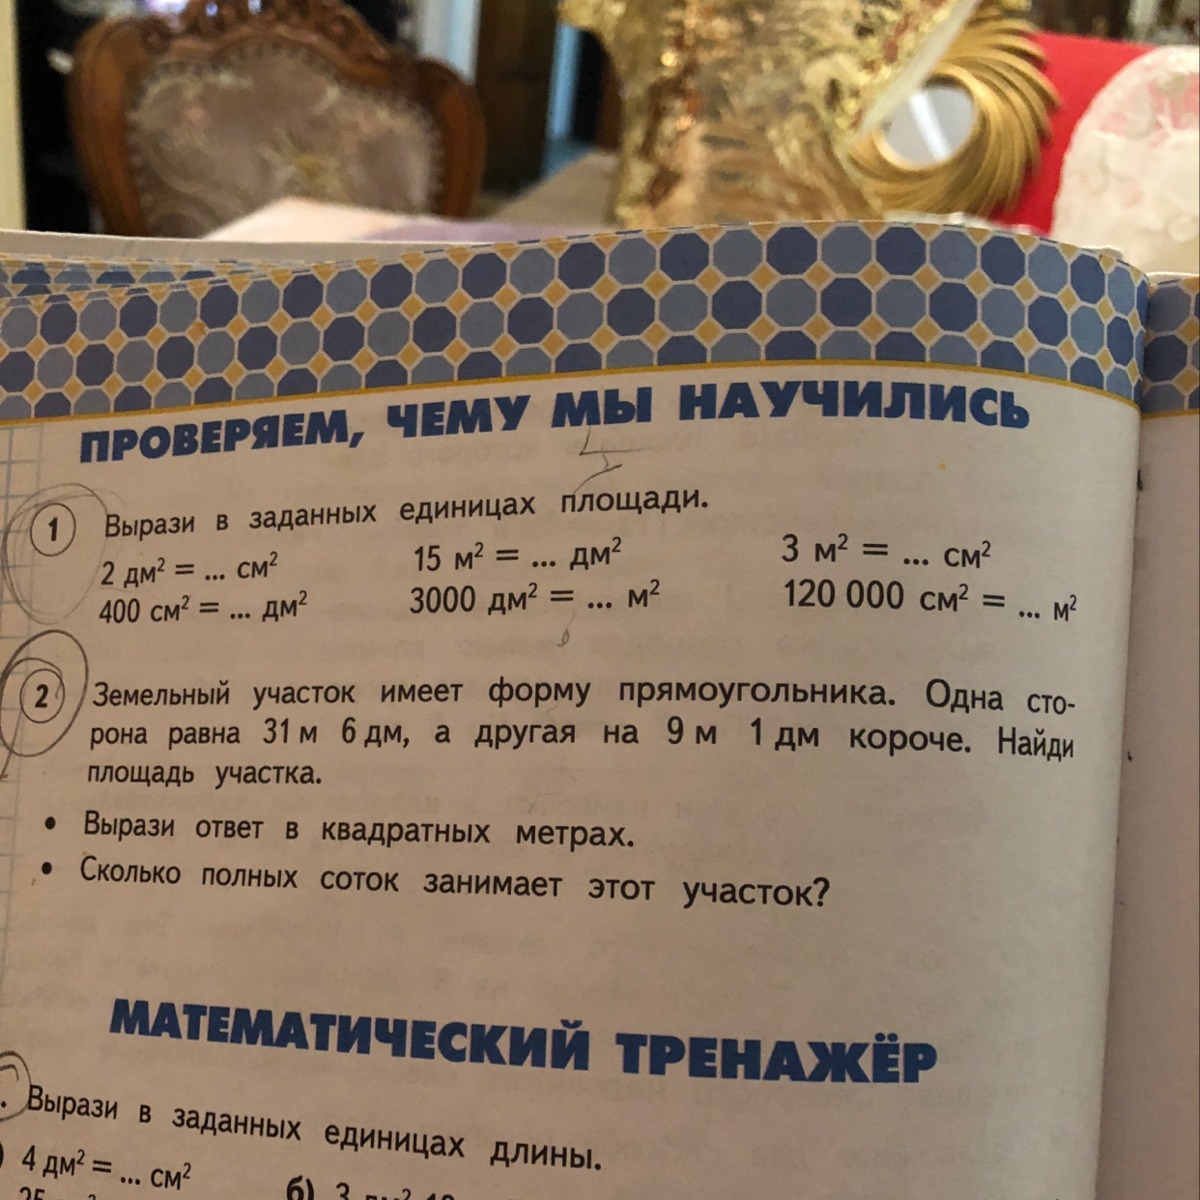 ПРОВЕРЯЕМ, ЧЕМУ МЫ НАУЧИЛИСЬ
1 Вырази в заданных единицах площади.
2 дм² = ... см² 15 м² = ... дм² 3 м² = ... см²
400 см² = ... дм² 3000 дм² = ... м² 120 000 см² = ... м²
2 Земельный участок имеет форму прямоугольника. Одна сто-
рона равна 31 м 6 дм, а другая на 9 м 1 дм короче. Найди
площадь участка.
• Вырази ответ в квадратных метрах.
• Сколько полных соток занимает этот участок?
МАТЕМАТИЧЕСКИЙ ТРЕНАЖЁР
Вырази в заданных единицах длины.
4 дм² = ... см² б) 3